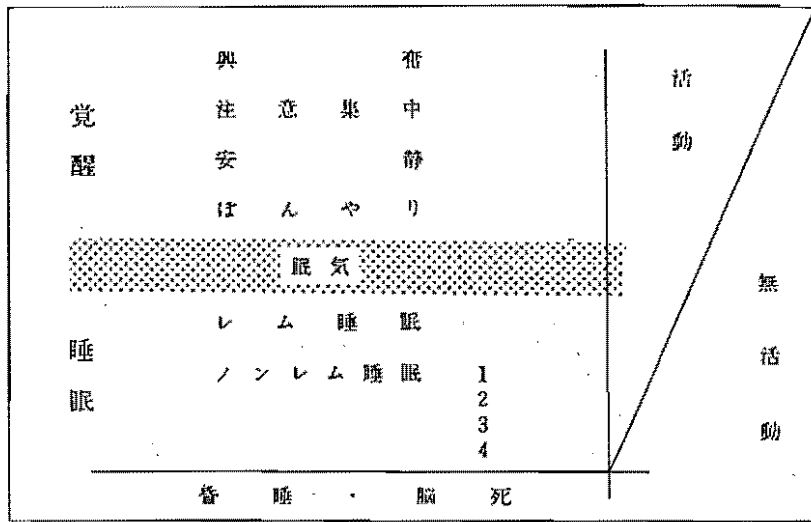 覚醒
興奮
注意集中
安静
ぼんやり
眠気
睡眠
レム睡眠
ノンレム睡眠 1
2
3
4
昏睡・脳死
活動
無活動